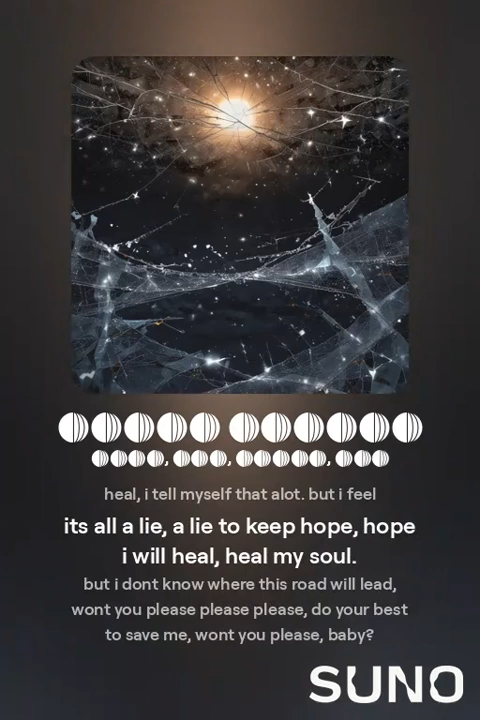 heal, i tell myself that alot. but i feel
its all a lie, a lie to keep hope, hope
i will heal, heal my soul.
but i dont know where this road will lead,
wont you please please please, do your best
to save me, wont you please, baby?
SUNO